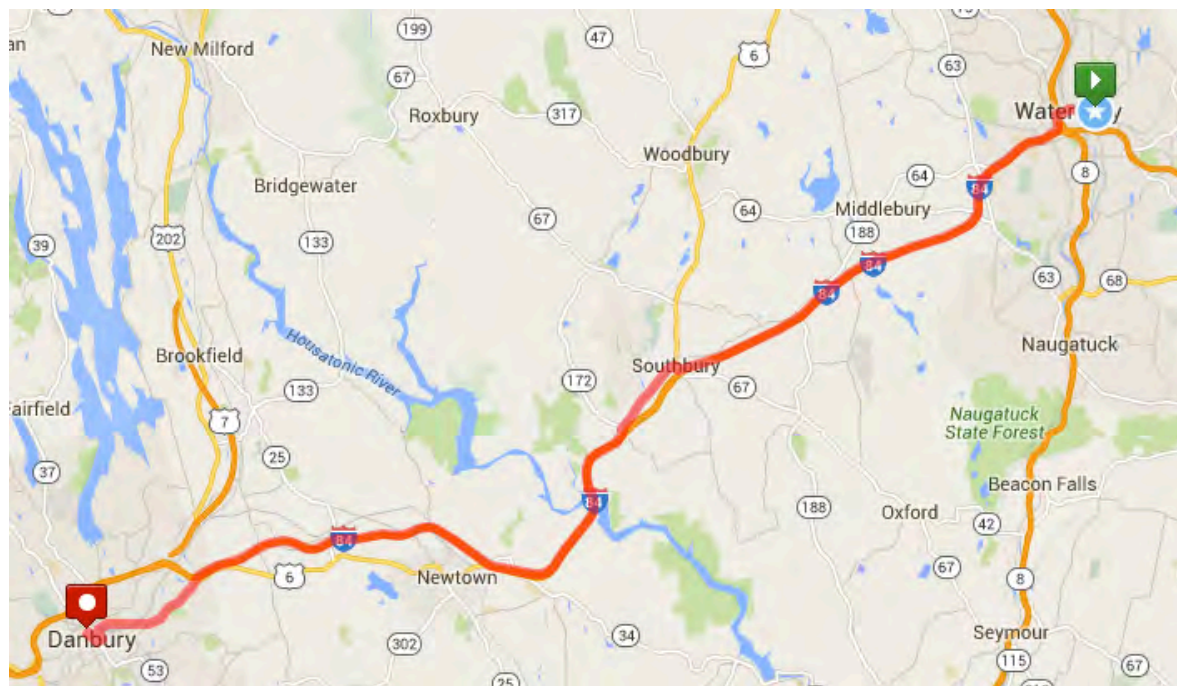 an
New Milford
199
47
6
63
67
Roxbury
317
Water
y
Woodbury
8
Bridgewater
64
84
67
64
Middlebury
39
202
133
188
84
63
68
84
Housatonic River
Brookfield
Naugatuck
172
Southbury
67
133
airfield
7
Naugatuck
State Forest
25
37
Beacon Falls
84
188
Oxford
42
84
6
Newtown
67
8
Danbury
302
34
Seymour
53
115
67
25